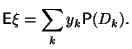 Eξ = ∑_k y_k P(D_k).